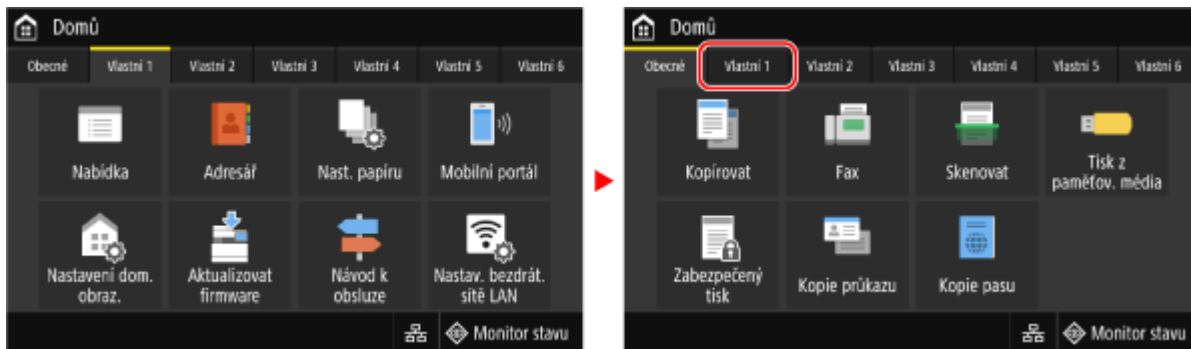 Domů
Obecné Vlastní 1 Vlastní 2 Vlastní 3 Vlastní 4 Vlastní 5 Vlastní 6
Nabídka Adresář Nast. papíru Mobilní portál
Nastavení dom.
obraz.
Aktualizovat
firmware
Návod k
obsluze
Nastav. bezdrát.
sítě LAN
Monitor stavu
Domů
Obecné Vlastní 1 Vlastní 2 Vlastní 3 Vlastní 4 Vlastní 5 Vlastní 6
Kopírovat Fax Skenovat
Tisk z
paměťov. média
Zabezpečený
tisk
Kopie průkazu Kopie pasu
Monitor stavu